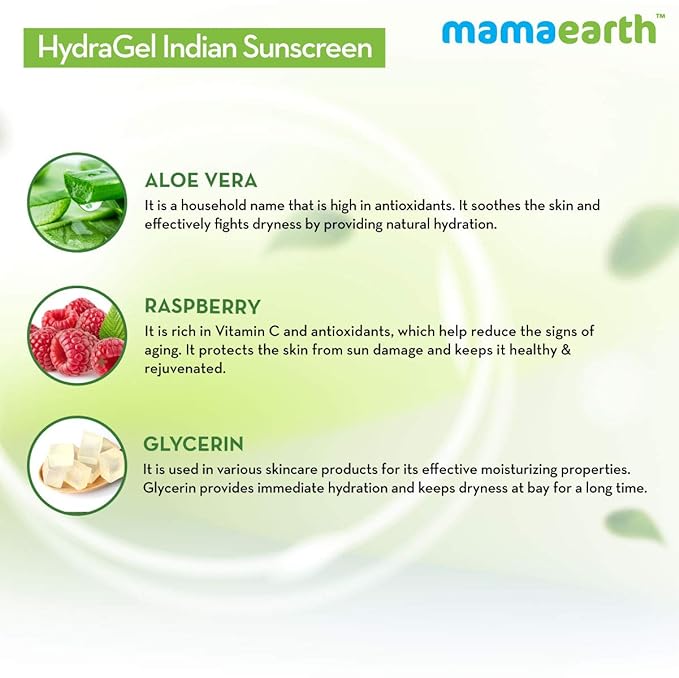 HydraGel Indian Sunscreen
mamaearth™
ALOE VERA
It is a household name that is high in antioxidants. It soothes the skin and
effectively fights dryness by providing natural hydration.
RASPBERRY
It is rich in Vitamin C and antioxidants, which help reduce the signs of
aging. It protects the skin from sun damage and keeps it healthy &
rejuvenated.
GLYCERIN
It is used in various skincare products for its effective moisturizing properties.
Glycerin provides immediate hydration and keeps dryness at bay for a long time.